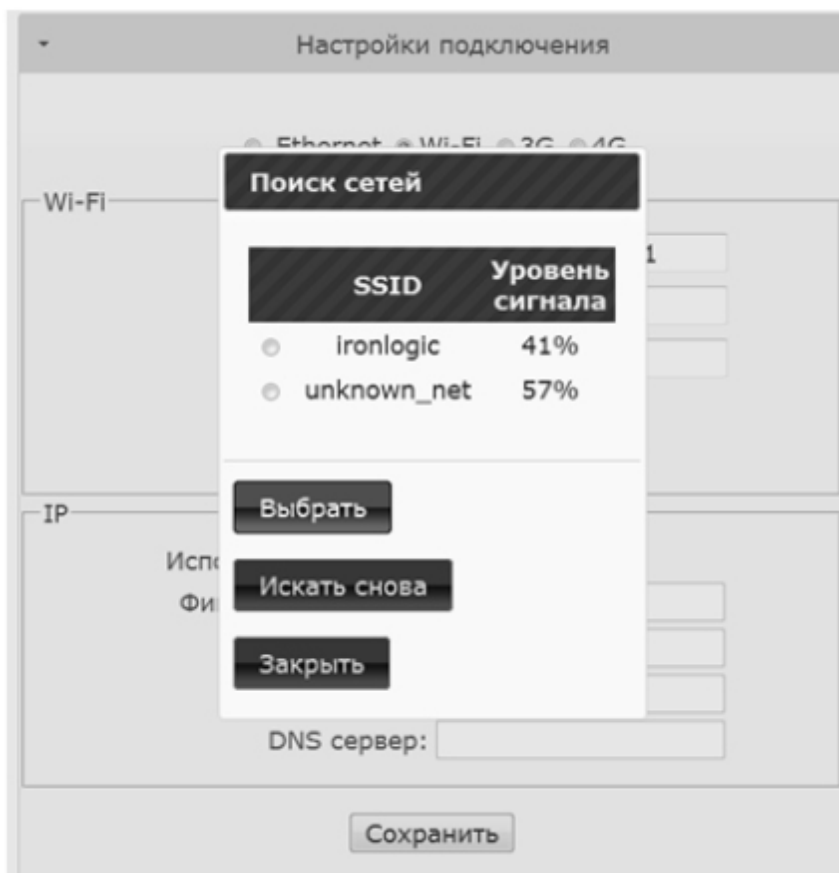 Настройки подключения
Ethernet Wi-Fi 3G 4G
Поиск сетей
Wi-Fi
1
SSID Уровень сигнала
ironlogic 41%
unknown_net 57%
Выбрать
IP
Искать снова
Закрыть
DNS сервер:
Сохранить